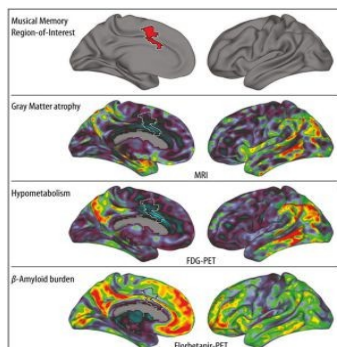 Musical Memory
Region-of-Interest
Gray Matter atrophy
MRI
Hypometabolism
FDG-PET
β-Amyloid burden
Florbetapir-PET